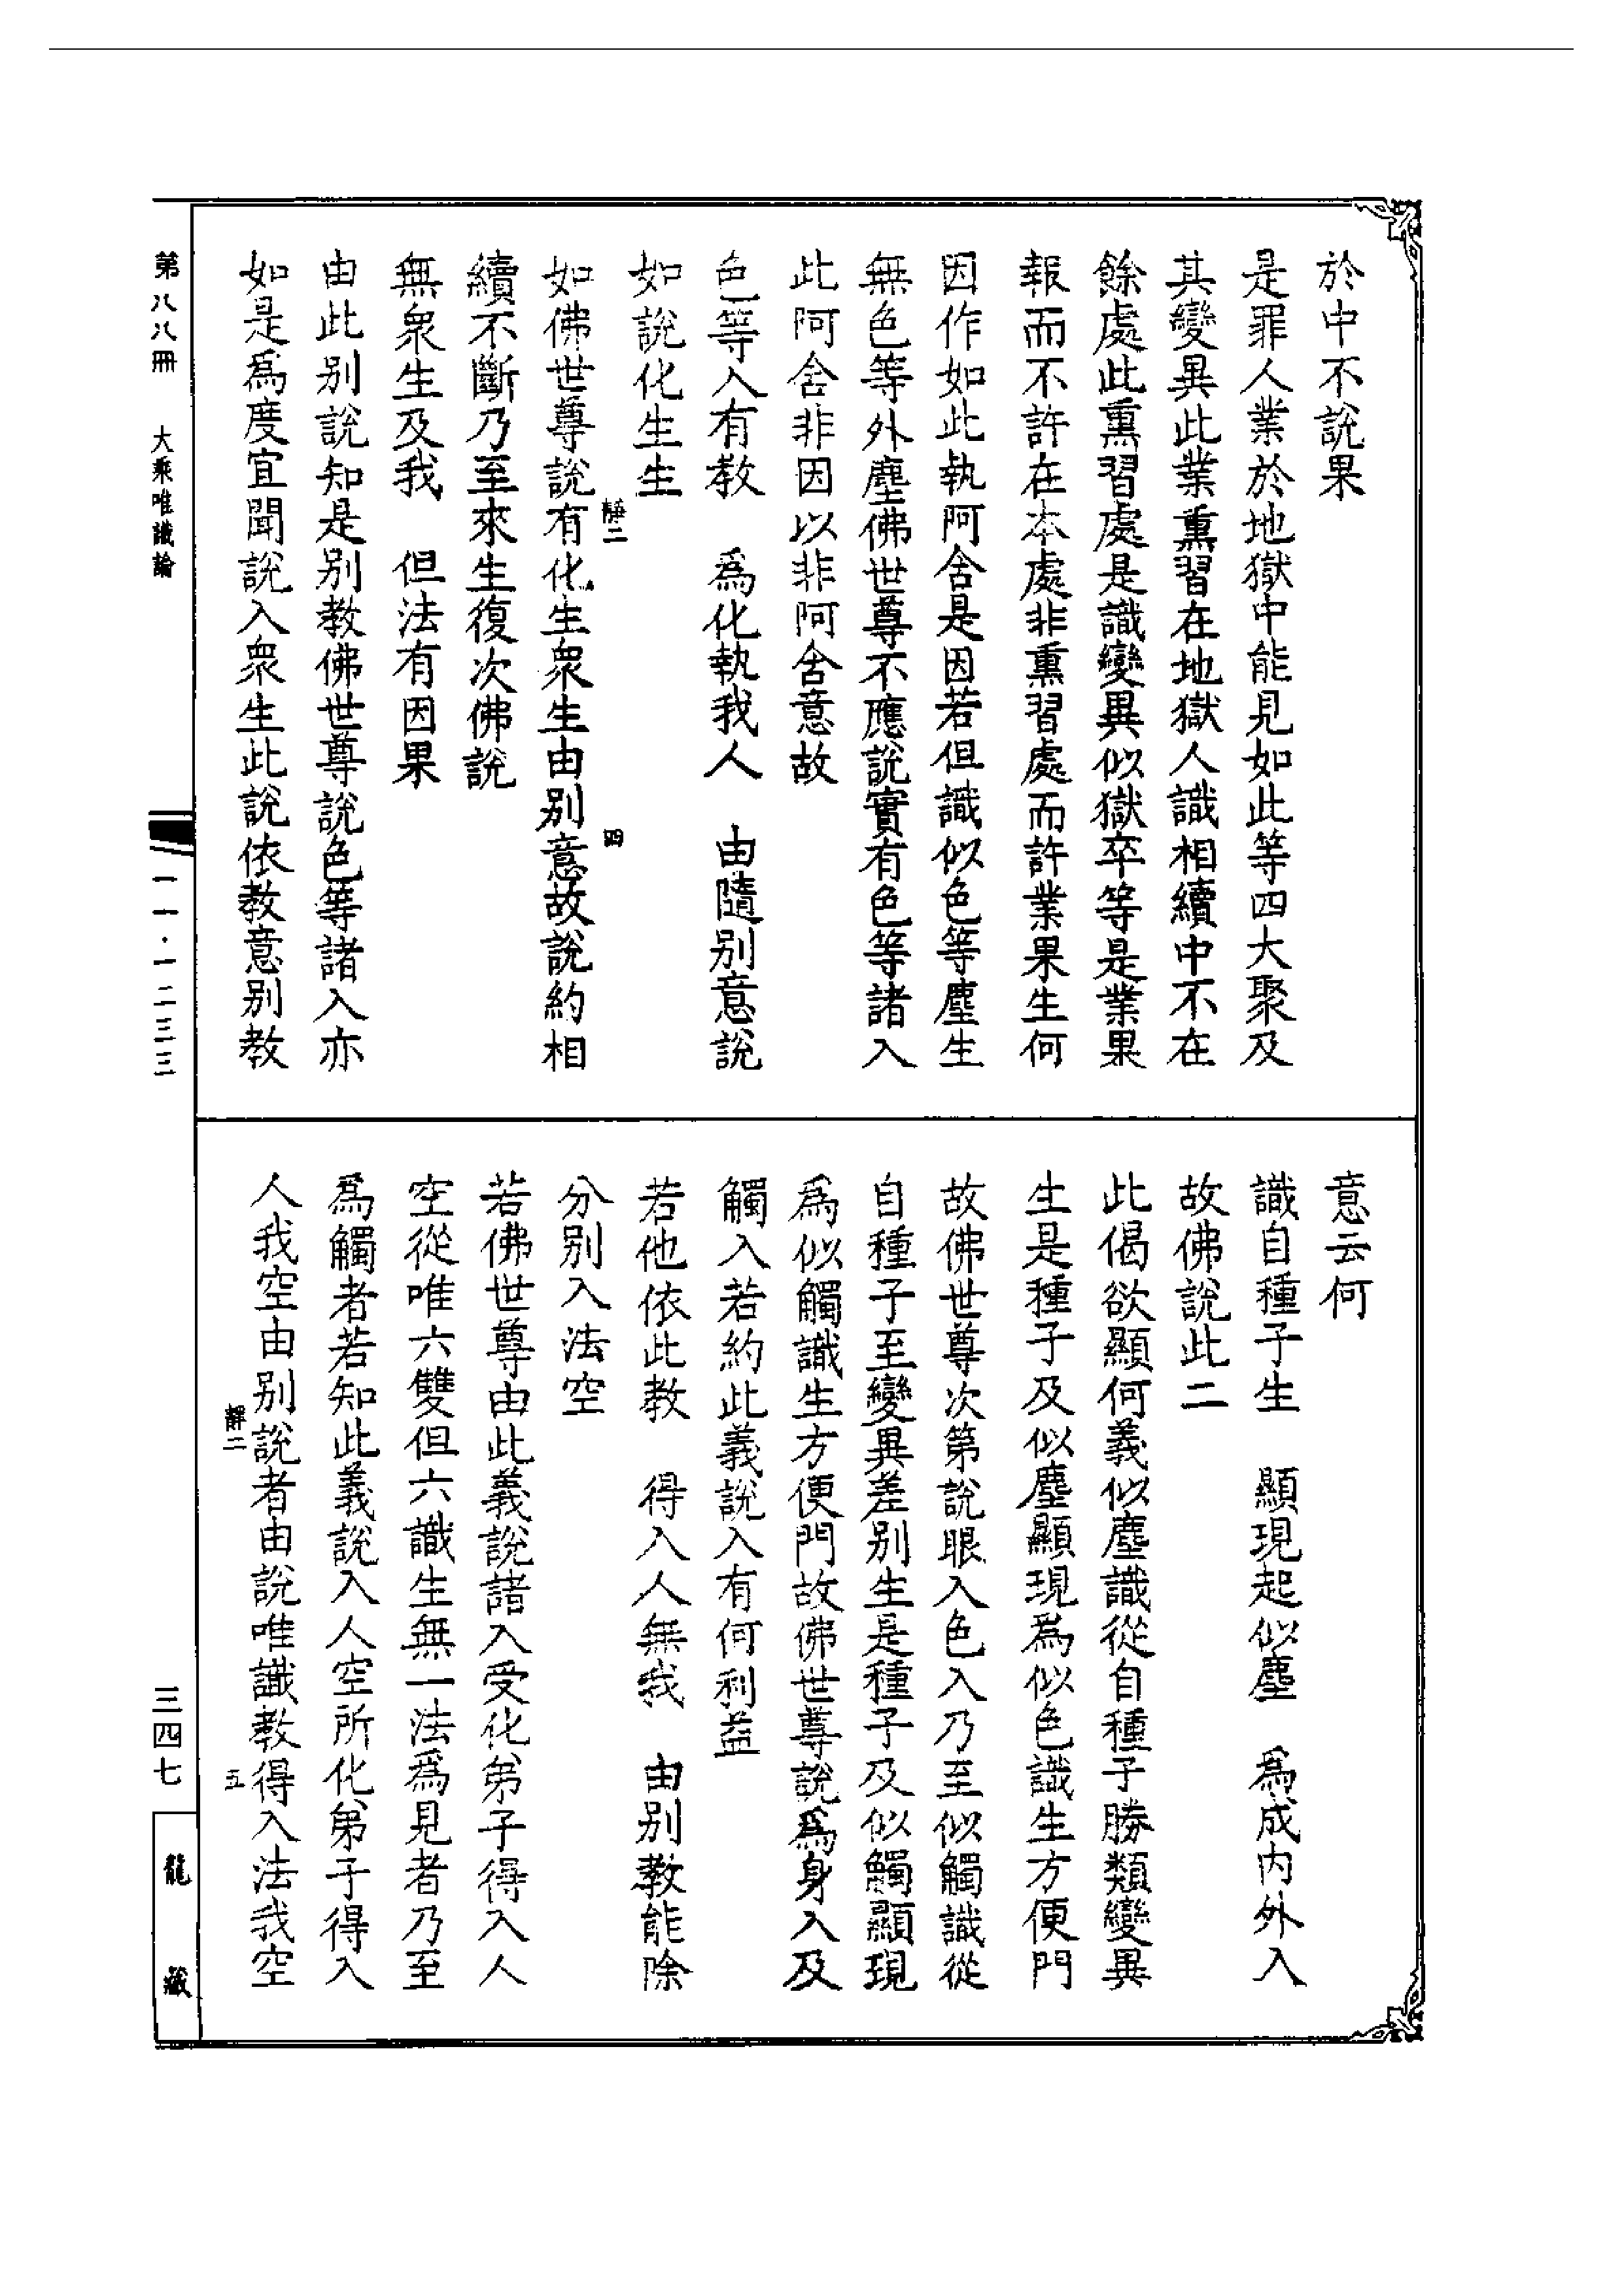 於中不說果
是罪人業於地獄中能見如此等四大聚及
其變異此業熏習在地獄人識相續中不在
餘處此熏習處是識變異似獄卒等是業果
報而不許在本處非熏習處而許業果生何
因作如此執阿含是因若但識似色等塵生
無色等外塵佛世尊不應說實有色等諸入
此阿含非因以非阿含意故
色等入有教　爲化執我人　由隨別意說
如說化生生
靜二　四
如佛世尊說有化生衆生由別意故說約相
續不斷乃至來生復次佛說
無衆生及我　但法有因果
由此別說知是別教佛世尊說色等諸入亦
如是爲度宜聞說入衆生此說依教意別教
意云何
識自種子生　顯現起似塵　爲成內外入
故佛說此二
此偈欲顯何義似塵識從自種子勝類變異
生是種子及似塵顯現爲似色識生方便門
故佛世尊次第說眼入色入乃至似觸識從
自種子至變異差別生是種子及似觸顯現
爲似觸識生方便門故佛世尊說爲身入及
觸入若約此義說入有何利益
若他依此教　得入人無我　由別教能除
分別入法空
若佛世尊由此義說諸入受化弟子得入人
空從唯六雙但六識生無一法爲見者乃至
爲觸者若知此義說入人空所化弟子得入
人我空由別說者由說唯識教得入法我空
靜二　五
第八八冊　大乘唯識論
一一·一二三三
三四七
龍藏